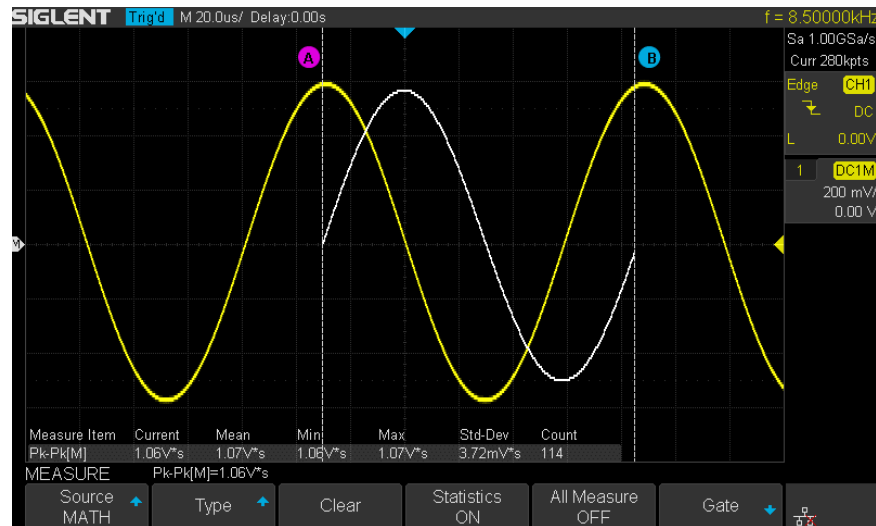 SIGLENT Trig'd M 20.0us/ Delay:0.00s f = 8.50000kHz
Sa 1.00GSa/s
Curr 280kpts
A B
Edge CH1
DC
L 0.00V
1 DC1M
200 mV/
0.00 V
M
Measure Item Current Mean Min Max Std-Dev Count
Pk-Pk[M] 1.06V*s 1.07V*s 1.06V*s 1.07V*s 3.72mV*s 114
MEASURE Pk-Pk[M]=1.06V*s
Source Type Clear Statistics All Measure Gate
MATH ON OFF